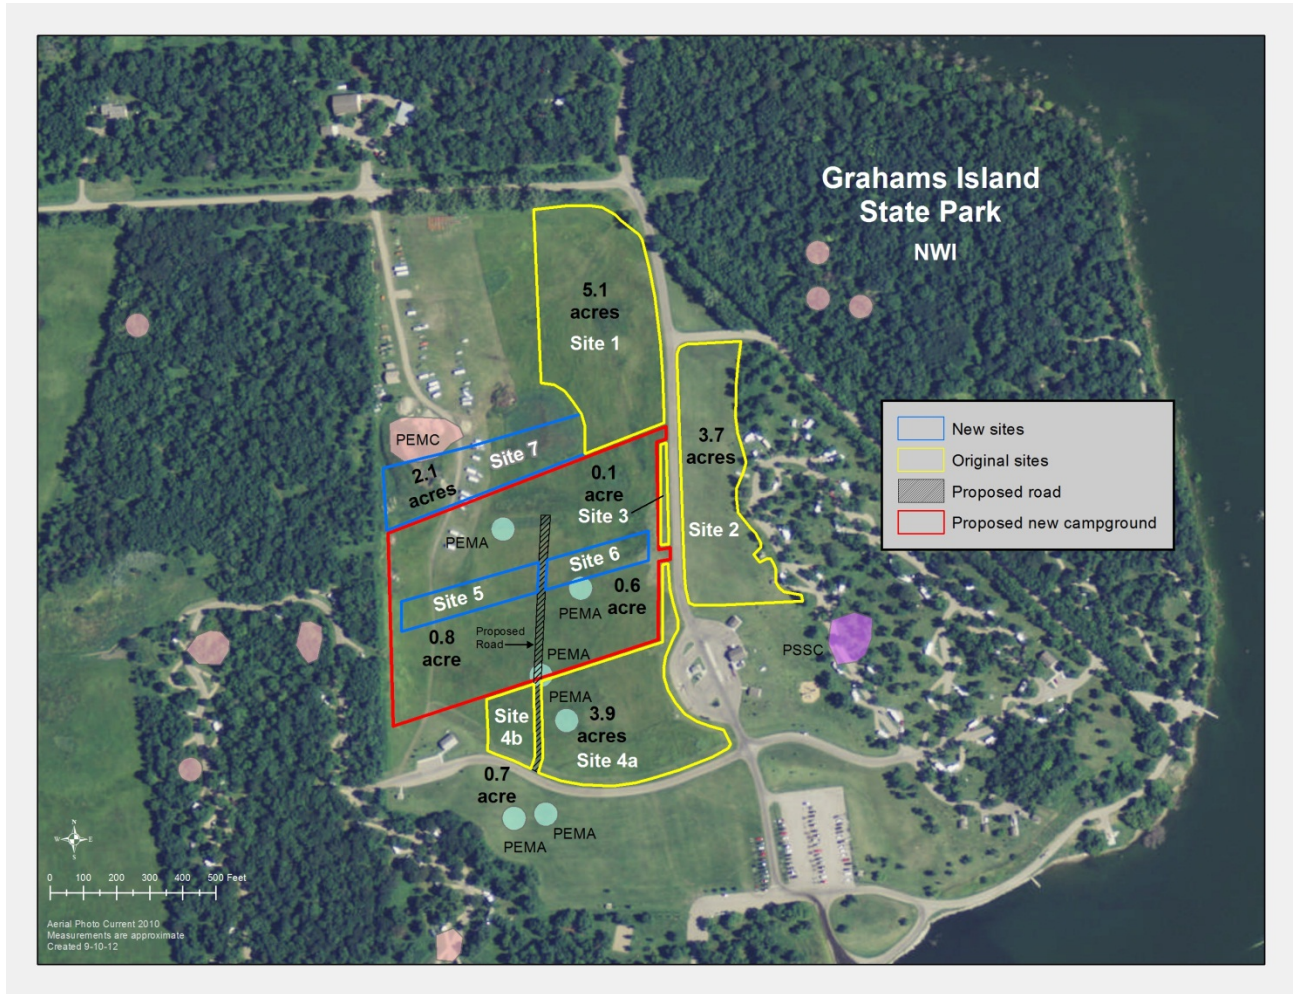 Grahams Island
State Park
NWI
5.1
acres
Site 1
New sites
Original sites
Proposed road
Proposed new campground
3.7
acres
Site 2
PEMC
Site 7
2.1
acres
0.1
acre
Site 3
PEMA
Site 6
Site 5
0.6
acre
PEMA
0.8
acre
Proposed
Road
PEMA
PSSC
PEMA
Site
4b
3.9
acres
Site 4a
0.7
acre
PEMA
PEMA
N
W E
S
0 100 200 300 400 500 Feet
Aerial Photo Current 2010
Measurements are approximate
Created 9-10-12